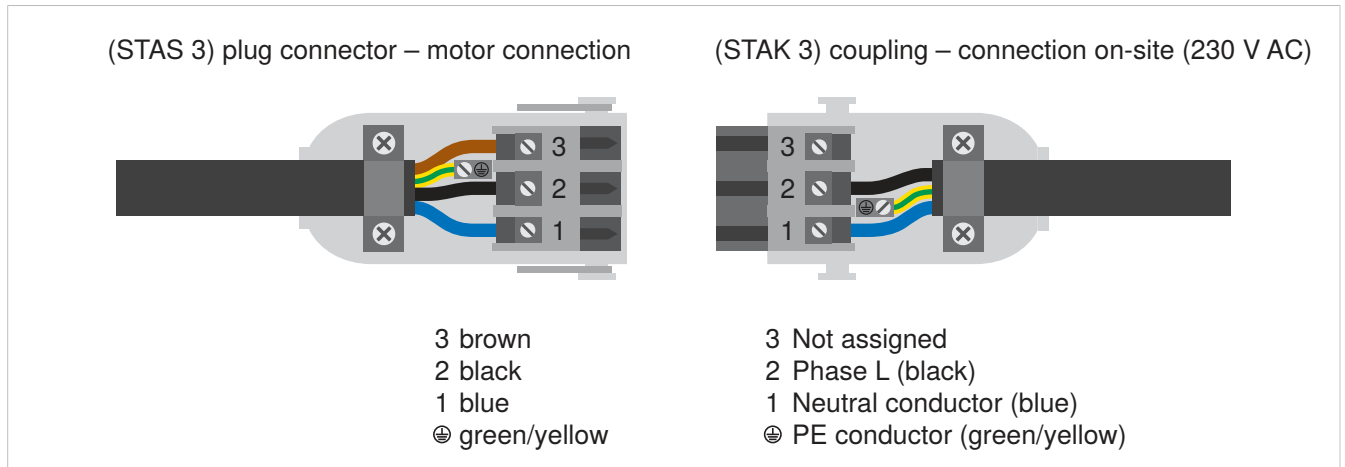 (STAS 3) plug connector – motor connection
(STAK 3) coupling – connection on-site (230 V AC)
3
2
1
3
2
1
3 brown
2 black
1 blue
⏚ green/yellow
3 Not assigned
2 Phase L (black)
1 Neutral conductor (blue)
⏚ PE conductor (green/yellow)